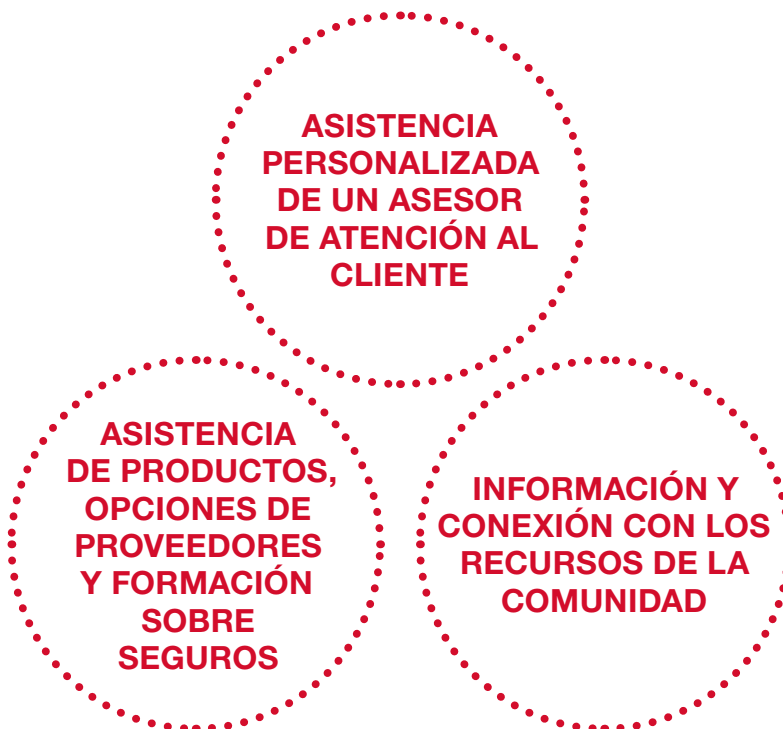 ASISTENCIA
PERSONALIZADA
DE UN ASESOR
DE ATENCIÓN AL
CLIENTE
ASISTENCIA
DE PRODUCTOS,
OPCIONES DE
PROVEEDORES
Y FORMACIÓN
SOBRE
SEGUROS
INFORMACIÓN Y
CONEXIÓN CON LOS
RECURSOS DE LA
COMUNIDAD